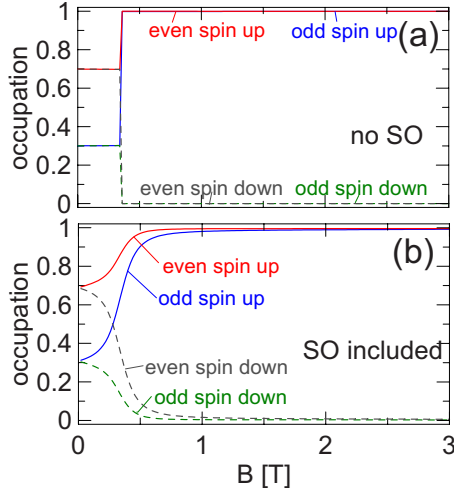 1
0.8
0.6
0.4
0.2
0
occupation
even spin up
odd spin up
(a)
no SO
even spin down
odd spin down
1
0.8
0.6
0.4
0.2
0
occupation
even spin up
(b)
odd spin up
even spin down
SO included
odd spin down
0
1
2
3
B [T]